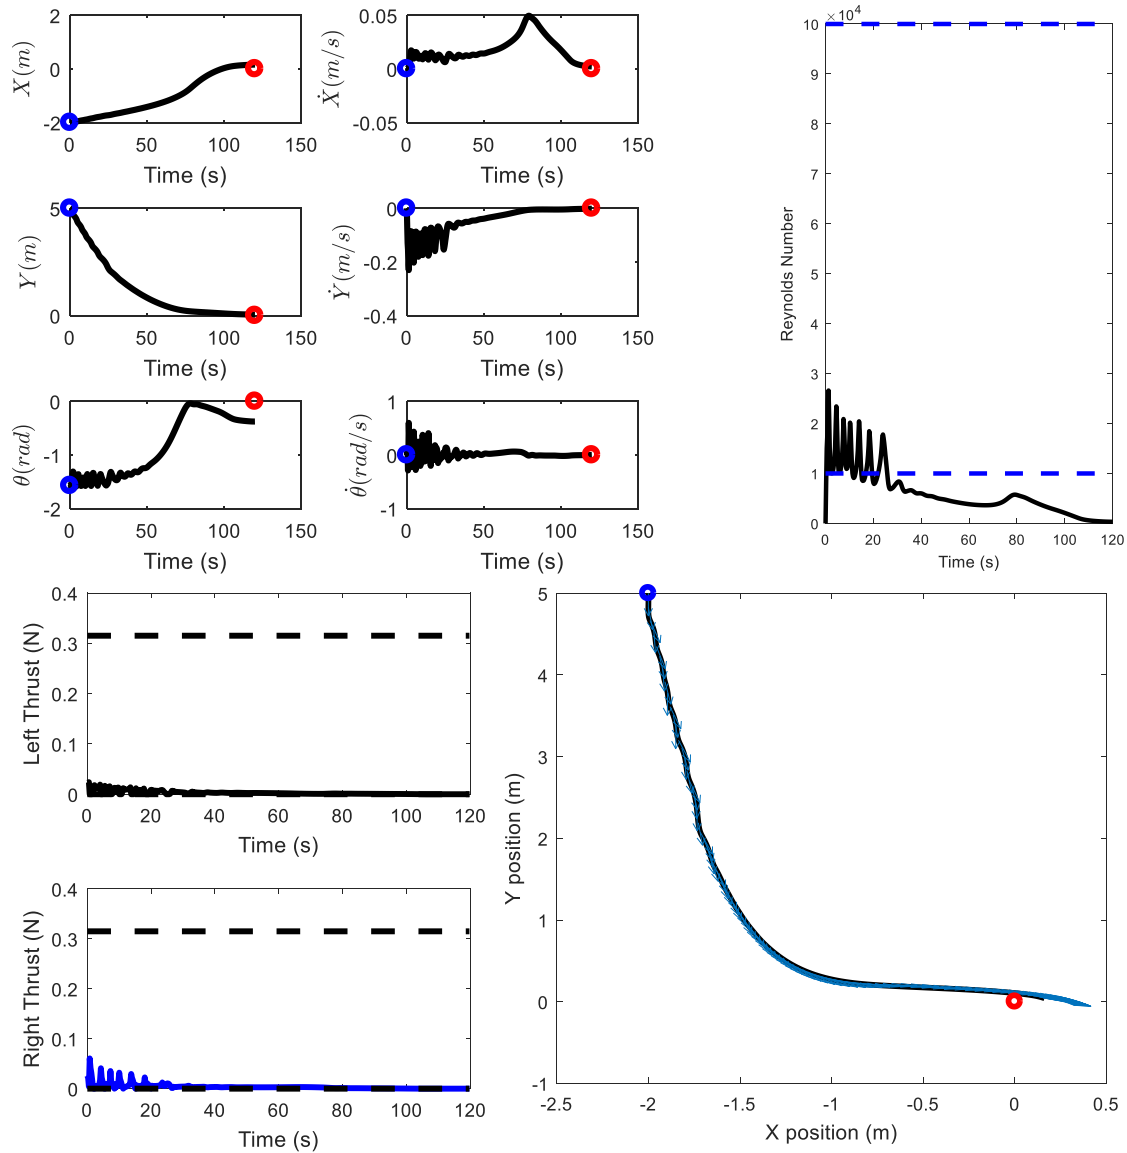 2
0
-2
X(m)
0 50 100 150
Time (s)
0.05
0
-0.05
Ẋ(m/s)
0 50 100 150
Time (s)
5
0
Y(m)
0 50 100 150
Time (s)
0
-0.2
-0.4
Ẏ(m/s)
0 50 100 150
Time (s)
0
-1
-2
θ(rad)
0 50 100 150
Time (s)
1
0
-1
θ̇(rad/s)
0 50 100 150
Time (s)
×10⁴
10
9
8
7
6
5
4
3
2
1
0
Reynolds Number
0 20 40 60 80 100 120
Time (s)
0.4
0.3
0.2
0.1
0
Left Thrust (N)
0 20 40 60 80 100 120
Time (s)
0.4
0.3
0.2
0.1
0
Right Thrust (N)
0 20 40 60 80 100 120
Time (s)
5
4
3
2
1
0
-1
Y position (m)
-2.5 -2 -1.5 -1 -0.5 0 0.5
X position (m)